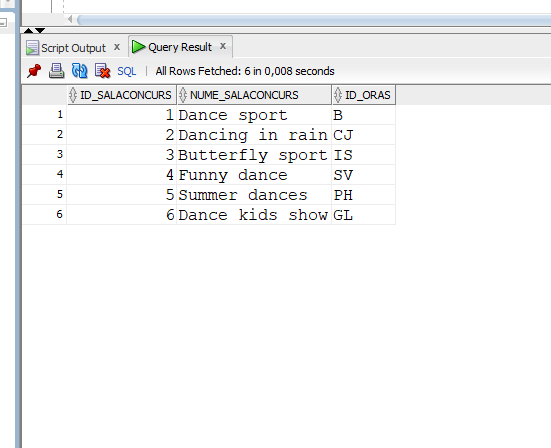 Script Output x Query Result x
SQL | All Rows Fetched: 6 in 0,008 seconds
ID_SALACONCURS NUME_SALACONCURS ID_ORAS
1 1 Dance sport B
2 2 Dancing in rain CJ
3 3 Butterfly sport IS
4 4 Funny dance SV
5 5 Summer dances PH
6 6 Dance kids show GL